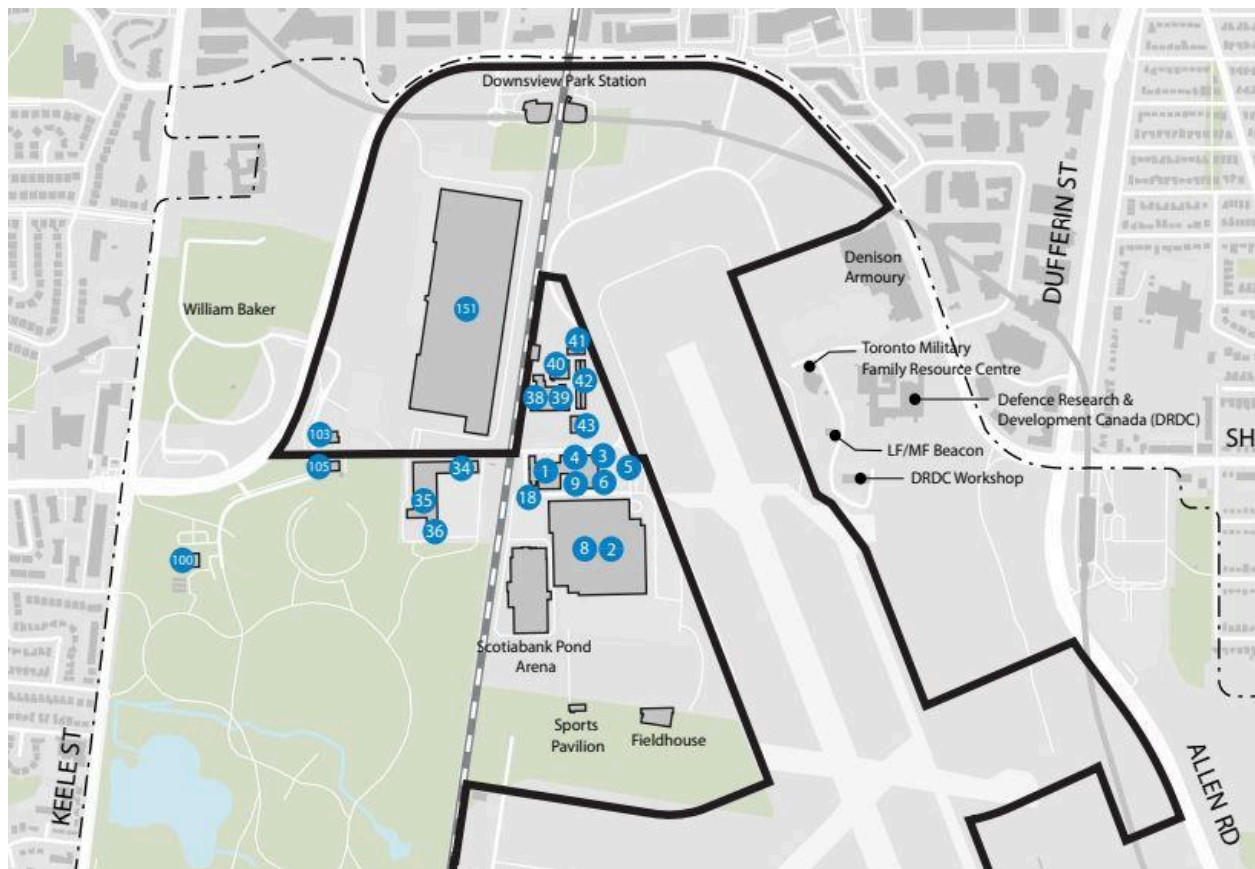 Downsview Park Station
DUFFERIN ST
Denison
Armoury
William Baker
151
41
Toronto Military
Family Resource Centre
40
42
38
39
Defence Research &
Development Canada (DRDC)
43
103
LF/MF Beacon
SH
105
34
1
4
3
5
DRDC Workshop
18
9
6
35
36
8
2
100
Scotiabank Pond
Arena
Sports
Pavilion
Fieldhouse
KEELE ST
ALLEN RD